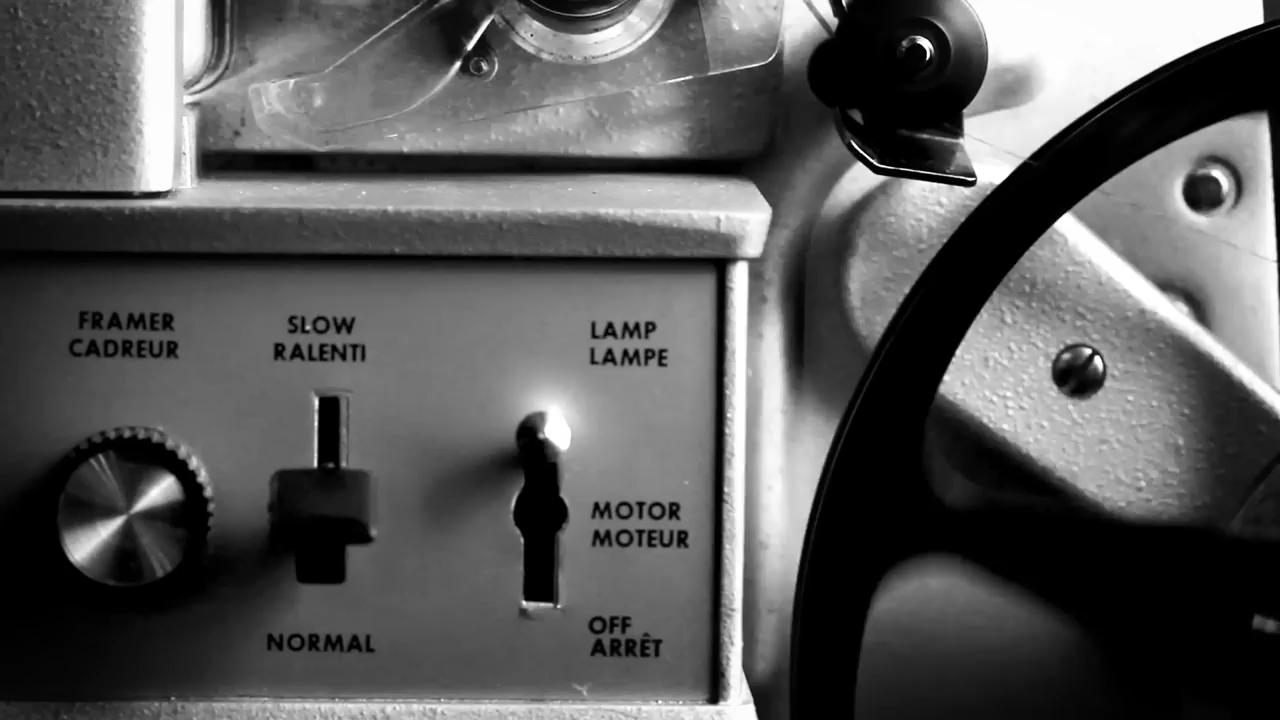 FRAMER
CADREUR
SLOW
RALENTI
LAMP
LAMPE
MOTOR
MOTEUR
NORMAL
OFF
ARRÊT